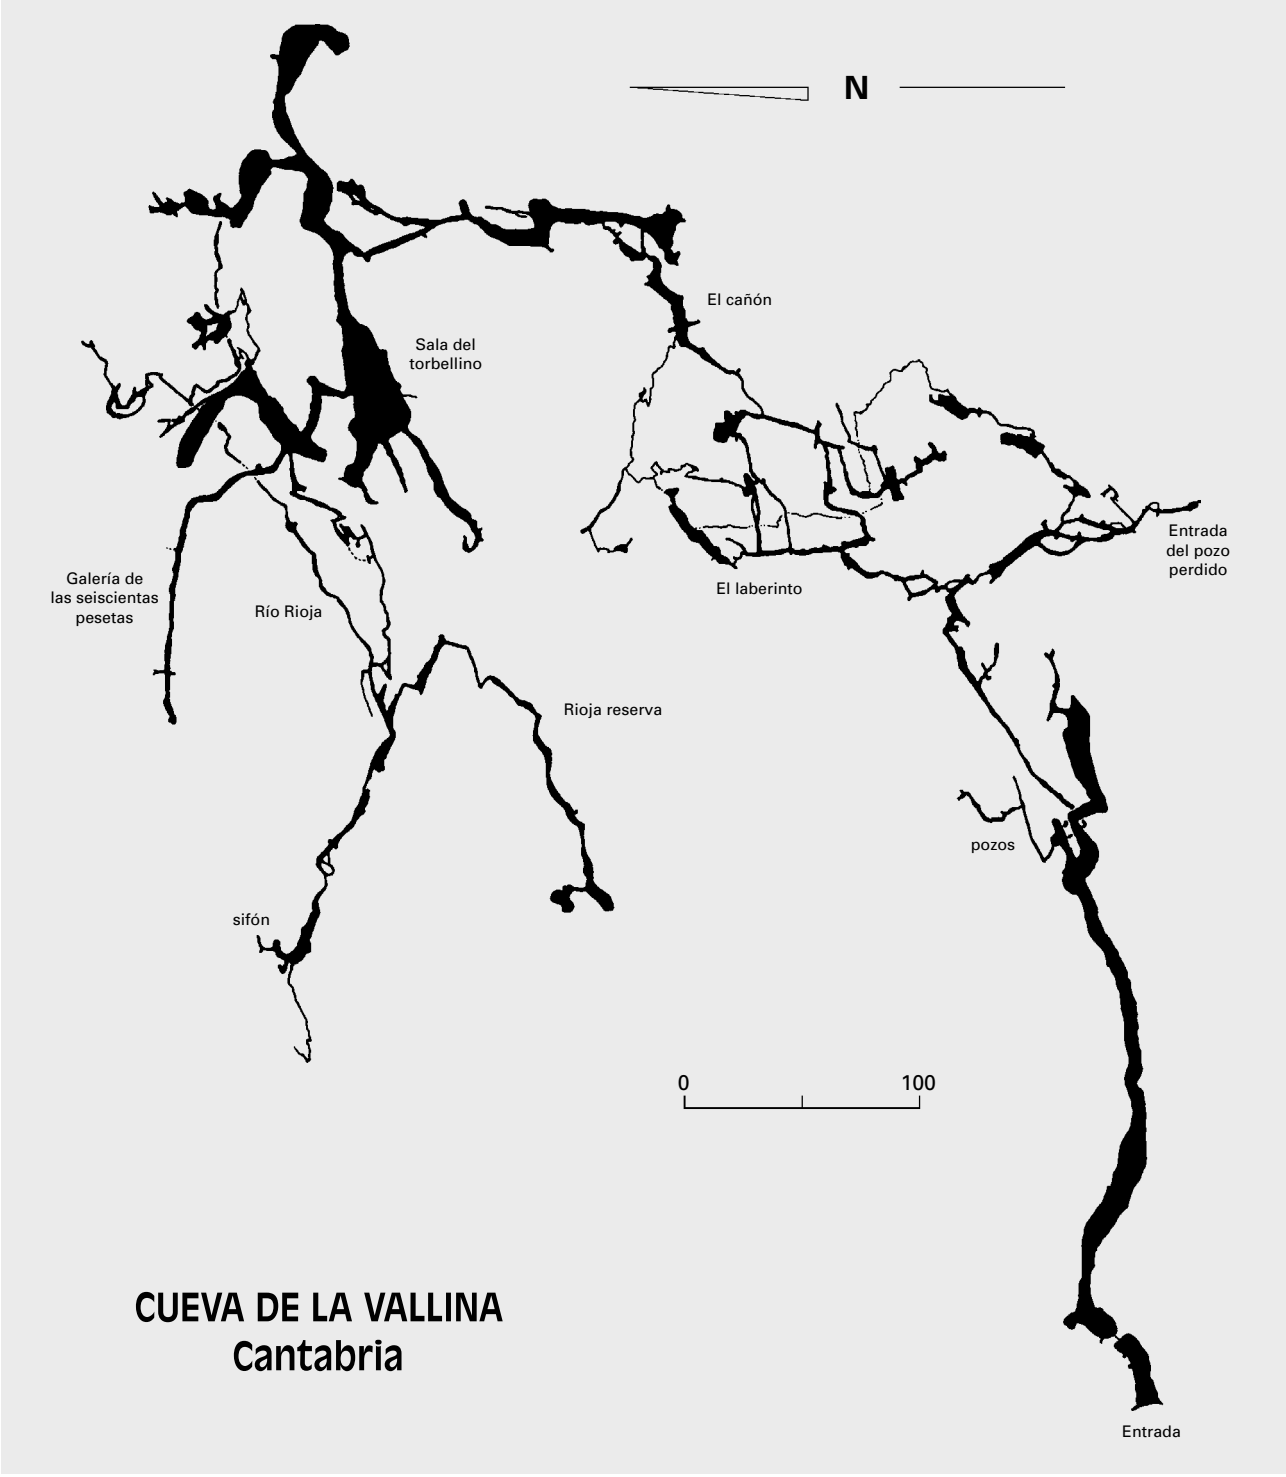 N
El cañón
Sala del
torbellino
Entrada
del pozo
perdido
Galería de
las seiscientas
pesetas
El laberinto
Río Rioja
Rioja reserva
pozos
sifón
0 100
CUEVA DE LA VALLINA
Cantabria
Entrada